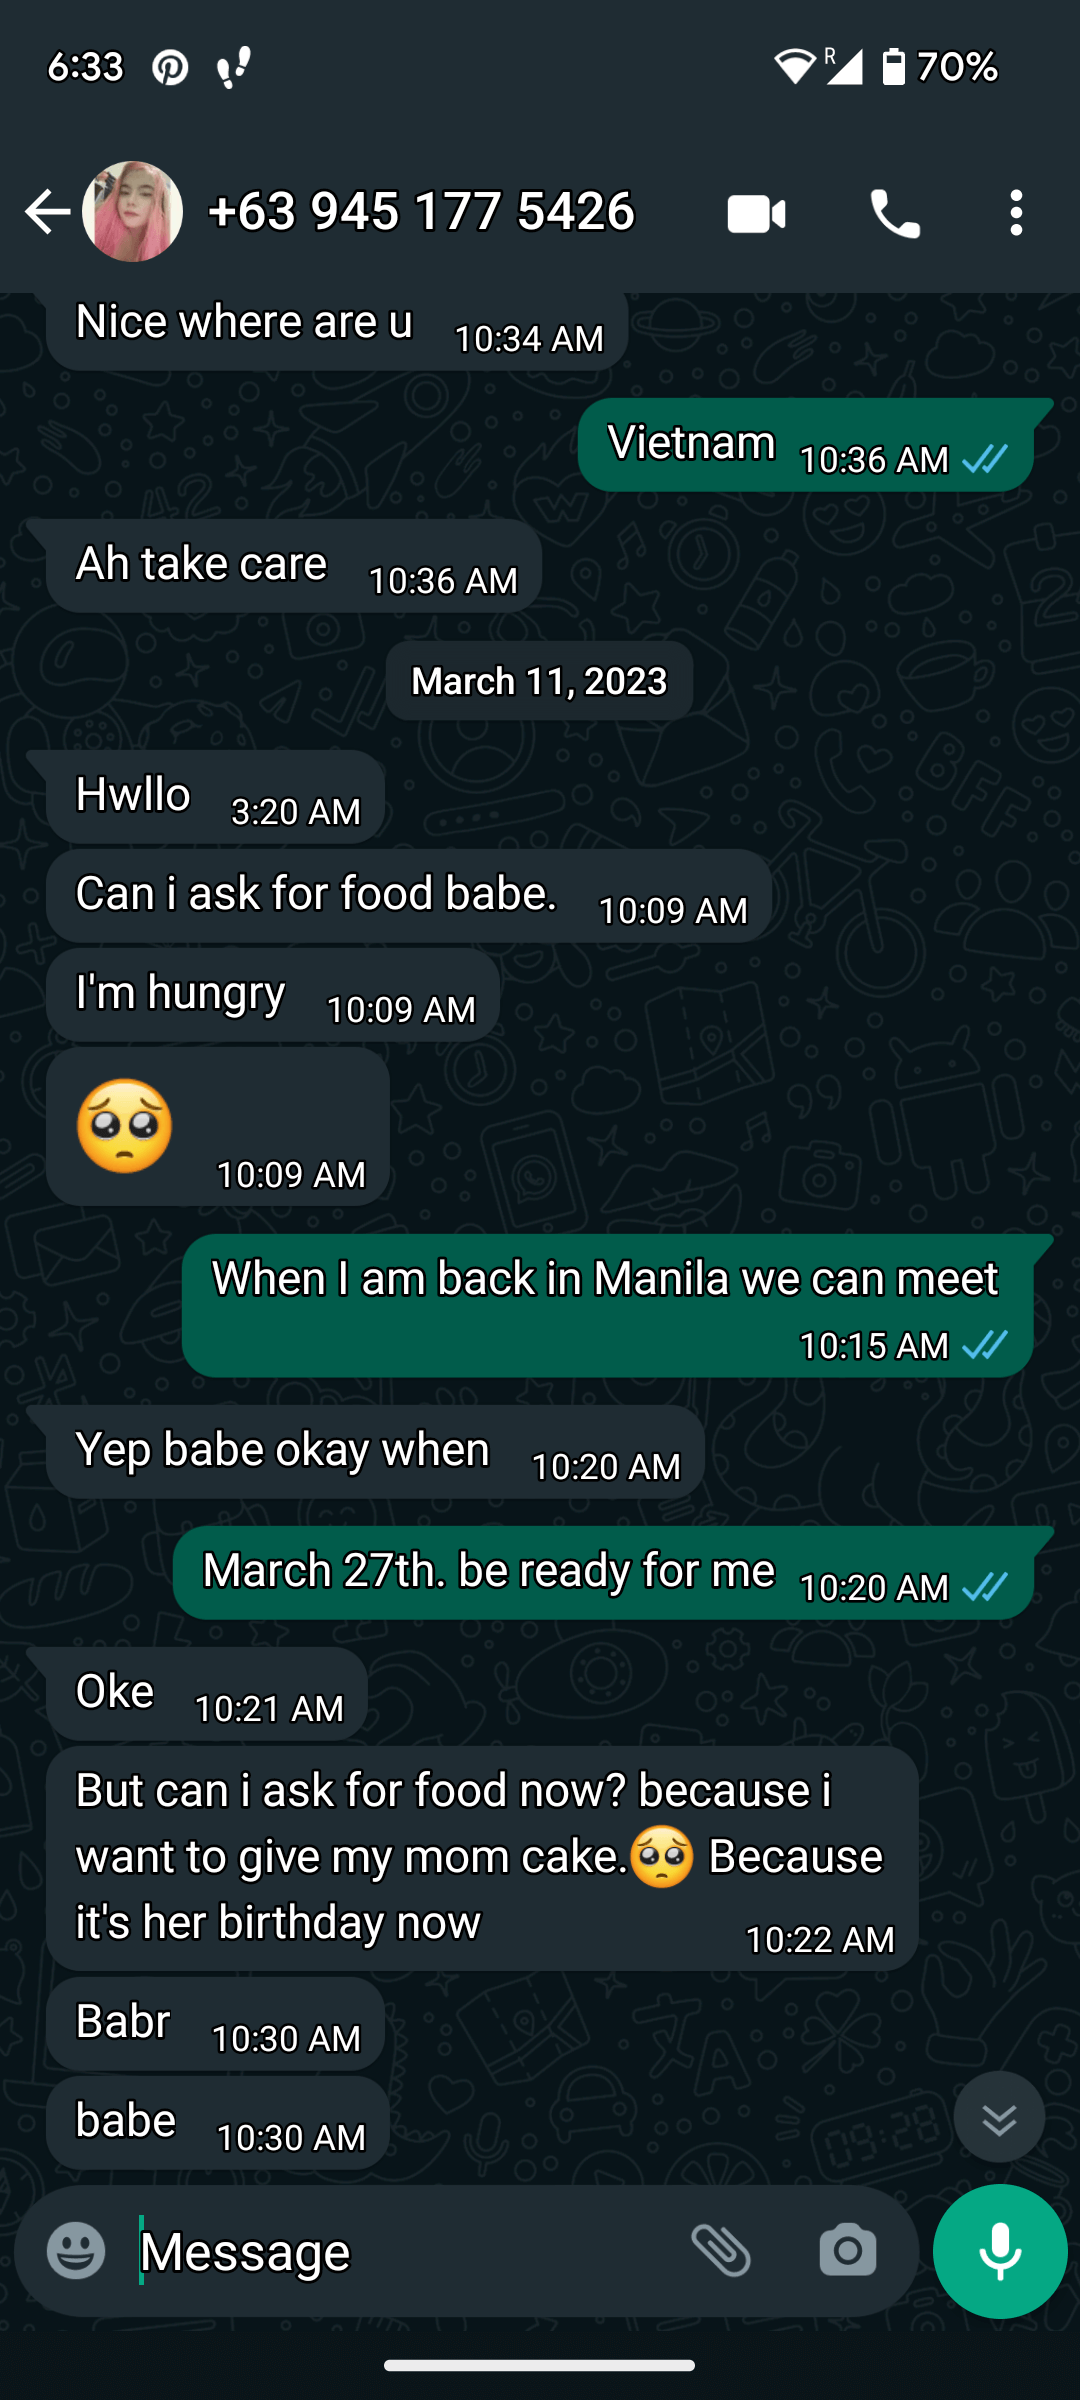 6:33
R
70%
+63 945 177 5426
Nice where are u
10:34 AM
Vietnam
10:36 AM
Ah take care
10:36 AM
March 11, 2023
Hwllo
3:20 AM
Can i ask for food babe.
10:09 AM
I'm hungry
10:09 AM
🥺
10:09 AM
When I am back in Manila we can meet
10:15 AM
Yep babe okay when
10:20 AM
March 27th. be ready for me
10:20 AM
Oke
10:21 AM
But can i ask for food now? because i
want to give my mom cake.🥺 Because
it's her birthday now
10:22 AM
Babr
10:30 AM
babe
10:30 AM
Message